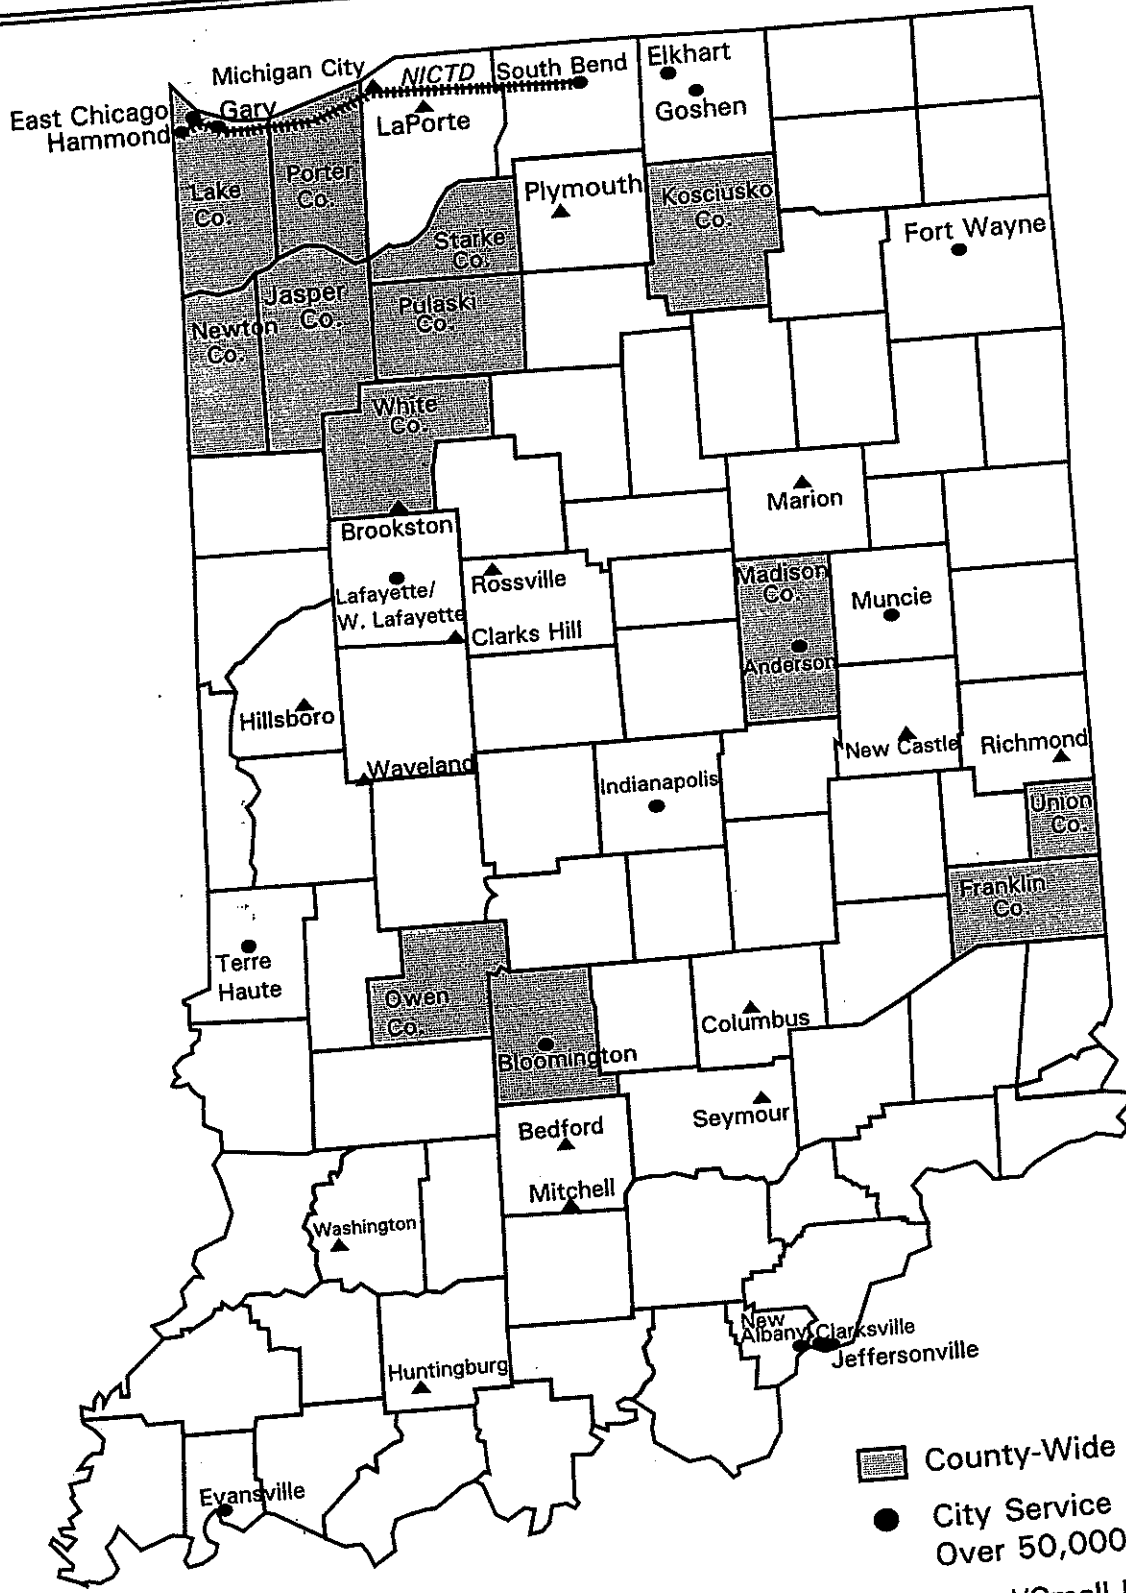 Michigan City
NICTD
South Bend
Elkhart
East Chicago
Gary
Hammond
LaPorte
Goshen
Lake
Co.
Porter
Co.
Plymouth
Kosciusko
Co.
Starke
Co.
Fort Wayne
Newton
Co.
Jasper
Co.
Pulaski
Co.
White
Co.
Marion
Brookston
Lafayette/
W. Lafayette
Rossville
Clarks Hill
Madison
Co.
Anderson
Muncie
Hillsboro
New Castle
Richmond
Waveland
Indianapolis
Union
Co.
Franklin
Co.
Terre
Haute
Owen
Co.
Bloomington
Columbus
Seymour
Bedford
Mitchell
Washington
New
Albany
Clarksville
Jeffersonville
Huntingburg
Evansville
County-Wide
City Service
Over 50,000